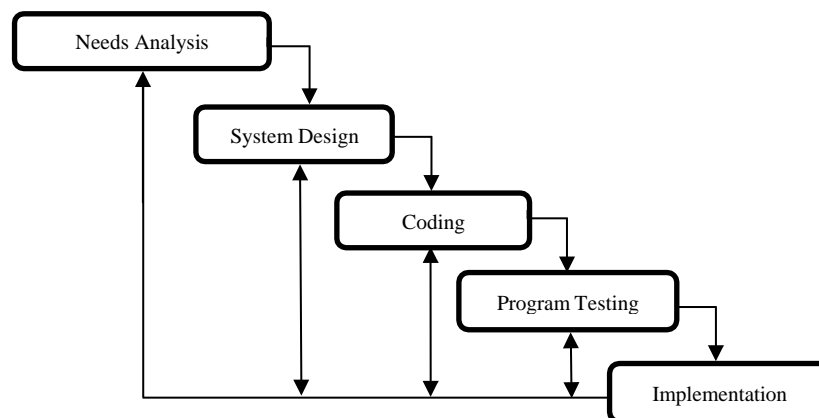 Needs Analysis
System Design
Coding
Program Testing
Implementation